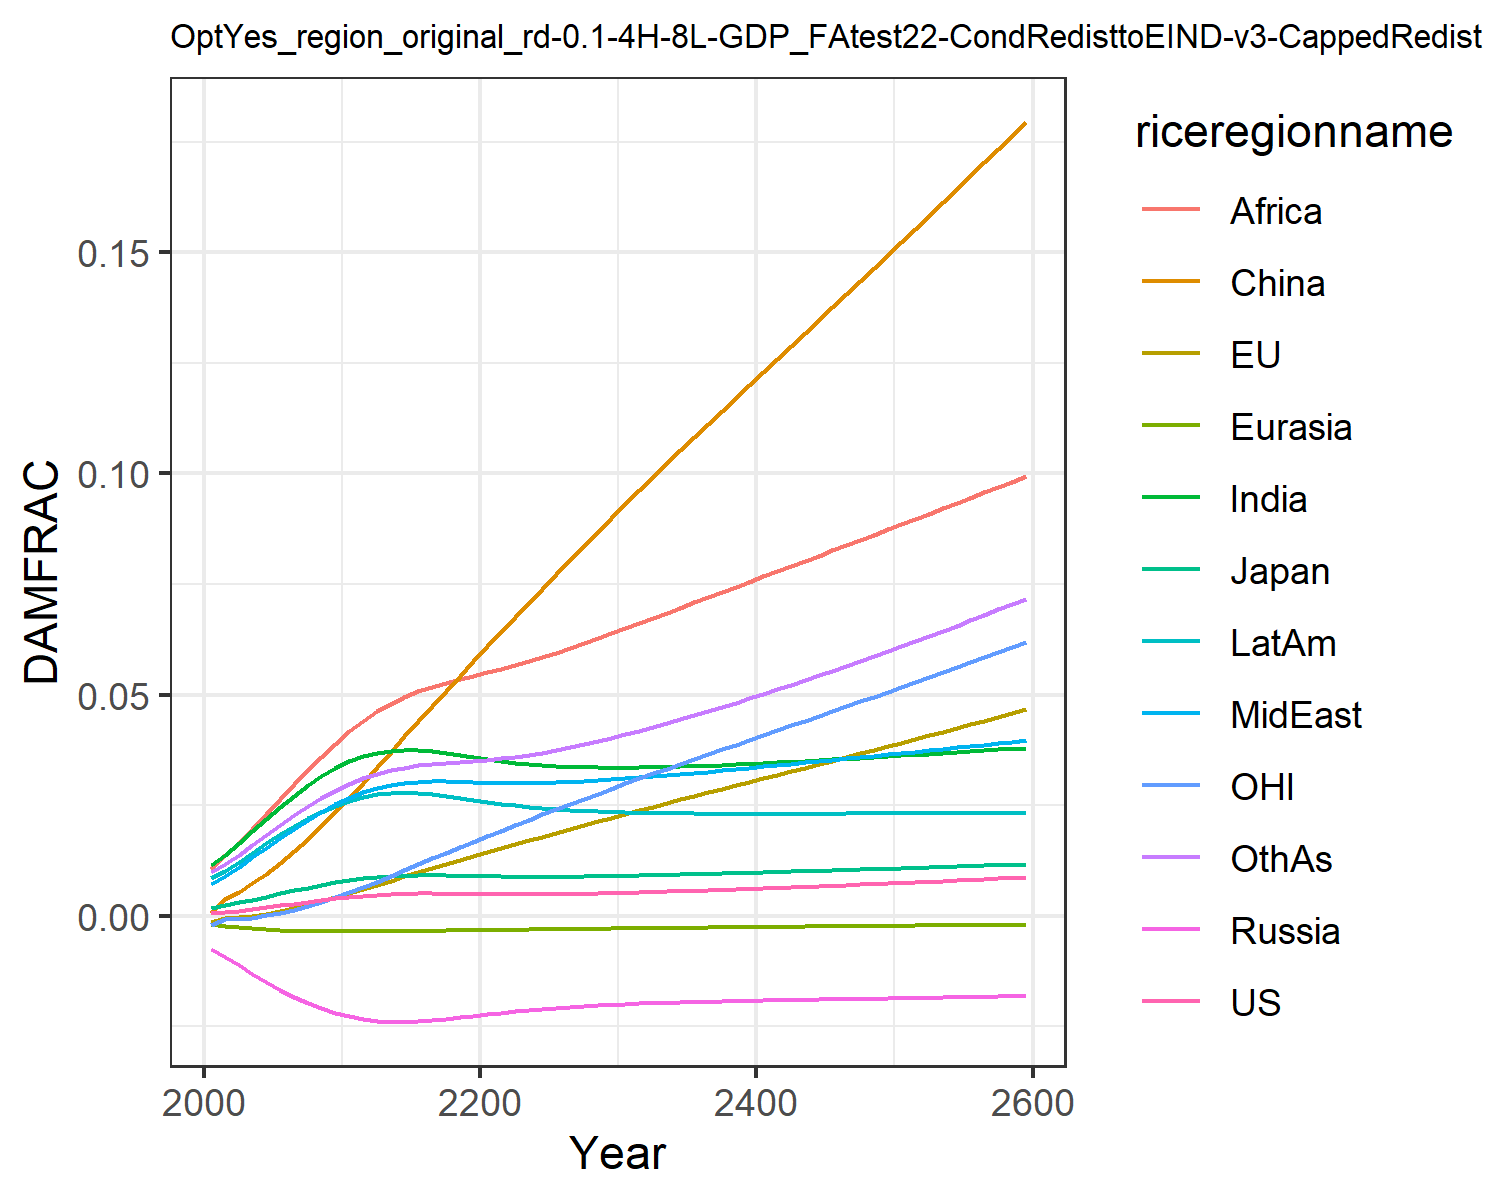 OptYes_region_original_rd-0.1-4H-8L-GDP_FAtest22-CondRedisttoEIND-v3-CappedRedist
riceregionname
Africa
China
EU
Eurasia
India
Japan
LatAm
MidEast
OHI
OthAs
Russia
US
DAMFRAC
0.15
0.10
0.05
0.00
2000 2200 2400 2600
Year